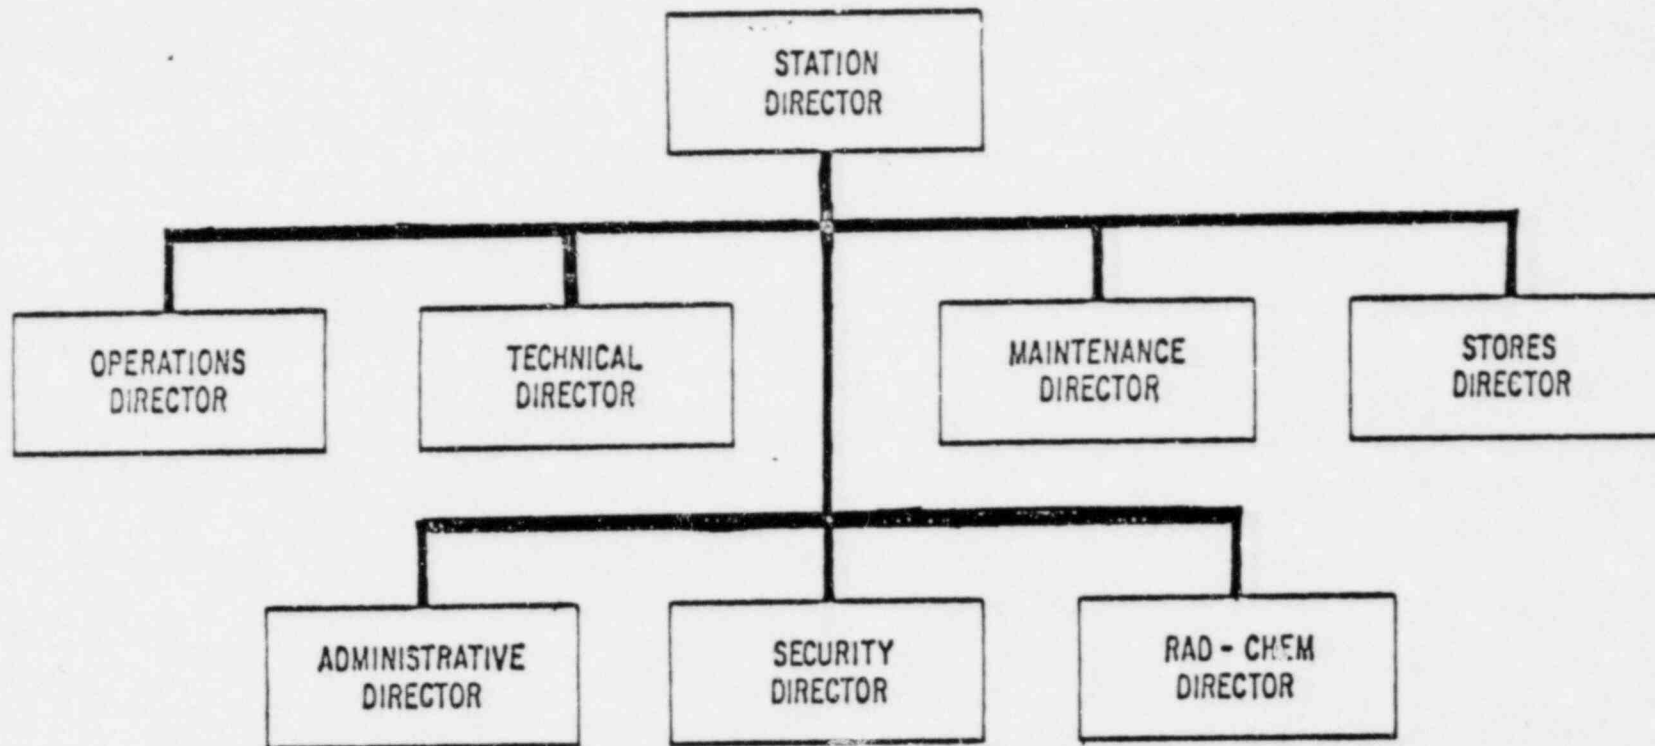 STATION
DIRECTOR
OPERATIONS
DIRECTOR
TECHNICAL
DIRECTOR
MAINTENANCE
DIRECTOR
STORES
DIRECTOR
ADMINISTRATIVE
DIRECTOR
SECURITY
DIRECTOR
RAD - CHEM
DIRECTOR